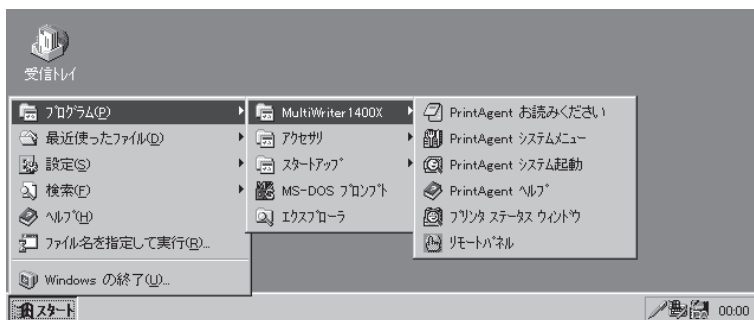 受信トレイ
プログラム(P)
最近使ったファイル(D)
設定(S)
検索(F)
ヘルプ(H)
ファイル名を指定して実行(R)...
Windows の終了(U)...
MultiWriter1400X
アクセサリ
スタートアップ
MS-DOS プロンプト
エクスプローラ
PrintAgent お読みください
PrintAgent システムメニュー
PrintAgent システム起動
PrintAgent ヘルプ
プリンタ ステータス ウィンドウ
リモートパネル
スタート
00:00